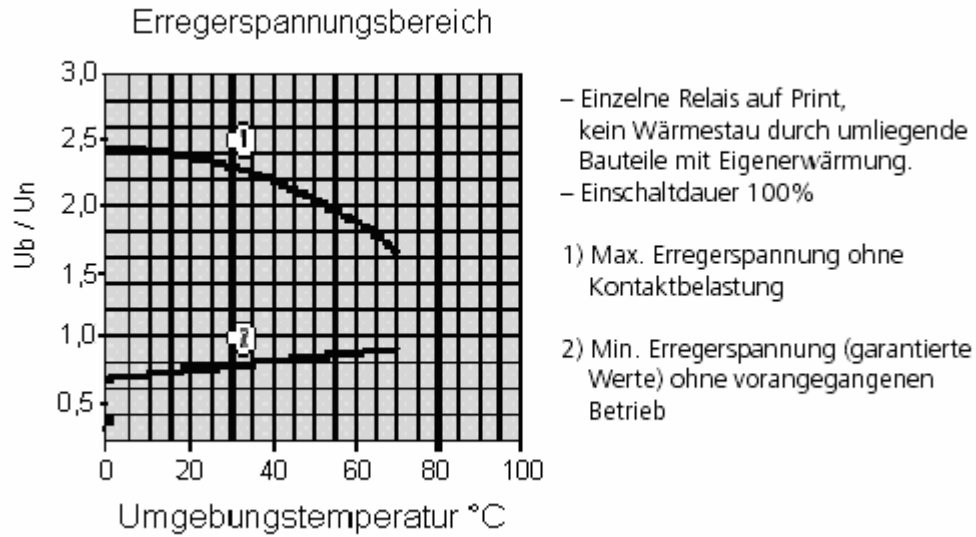 Erregerspannungsbereich
3,0
2,5
2,0
1,5
1,0
0,5
Ub / Un
1
2
0 20 40 60 80 100
Umgebungstemperatur °C
– Einzelne Relais auf Print,
kein Wärmestau durch umliegende
Bauteile mit Eigenerwärmung.
– Einschaltdauer 100%
1) Max. Erregerspannung ohne
Kontaktbelastung
2) Min. Erregerspannung (garantierte
Werte) ohne vorangegangenen
Betrieb